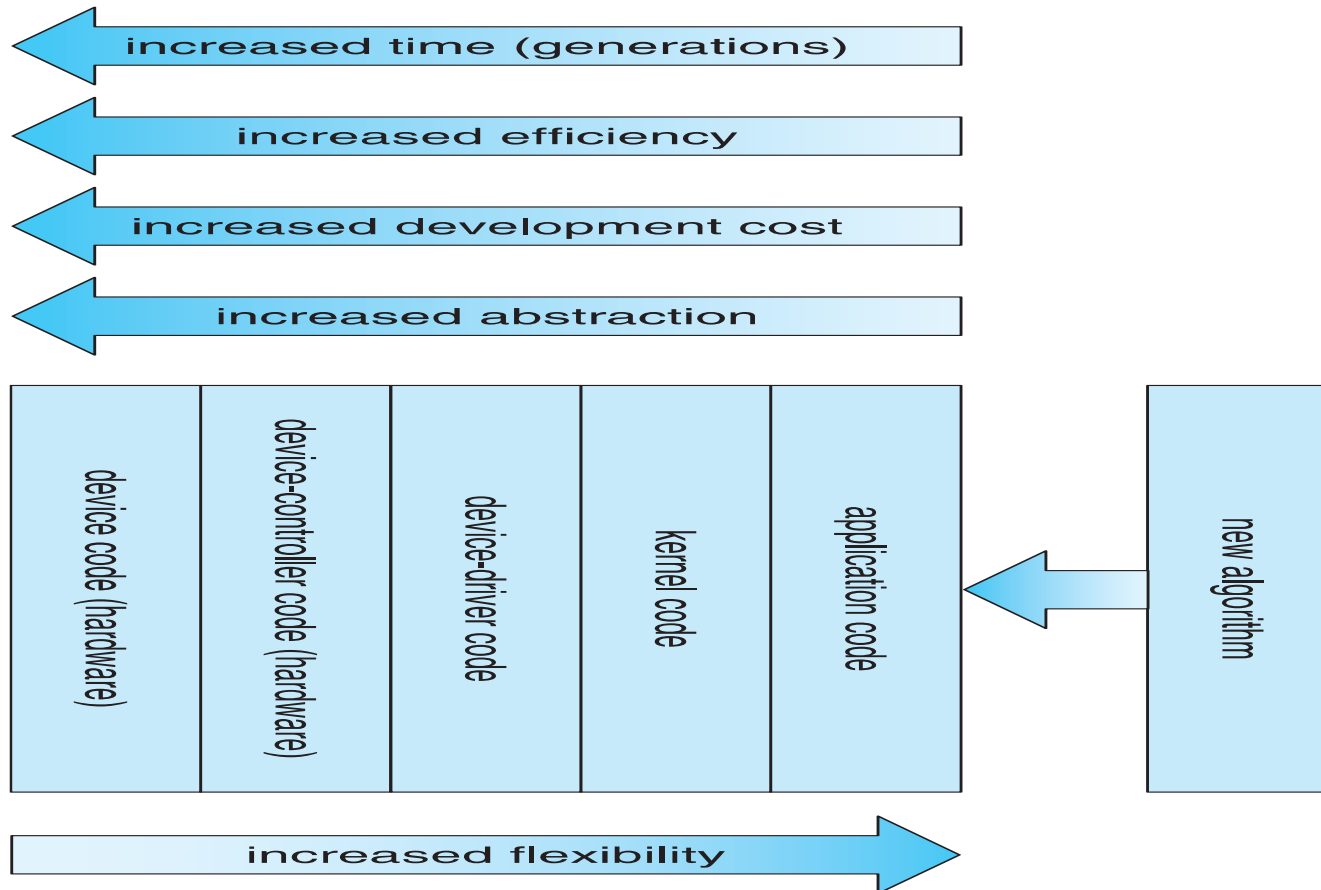 increased time (generations)
increased efficiency
increased development cost
increased abstraction
device code (hardware)
device-controller code (hardware)
device-driver code
kernel code
application code
new algorithm
increased flexibility